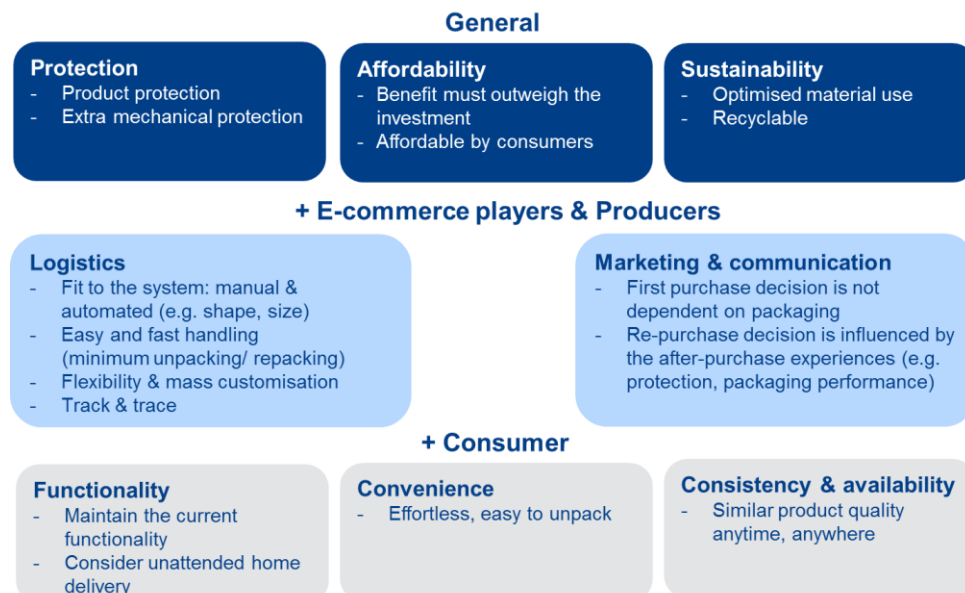 General
Protection
- Product protection
- Extra mechanical protection
Affordability
- Benefit must outweigh the
investment
- Affordable by consumers
Sustainability
- Optimised material use
- Recyclable
+ E-commerce players & Producers
Logistics
- Fit to the system: manual &
automated (e.g. shape, size)
- Easy and fast handling
(minimum unpacking/ repacking)
- Flexibility & mass customisation
- Track & trace
Marketing & communication
- First purchase decision is not
dependent on packaging
- Re-purchase decision is influenced by
the after-purchase experiences (e.g.
protection, packaging performance)
+ Consumer
Functionality
- Maintain the current
functionality
- Consider unattended home
delivery
Convenience
- Effortless, easy to unpack
Consistency & availability
- Similar product quality
anytime, anywhere